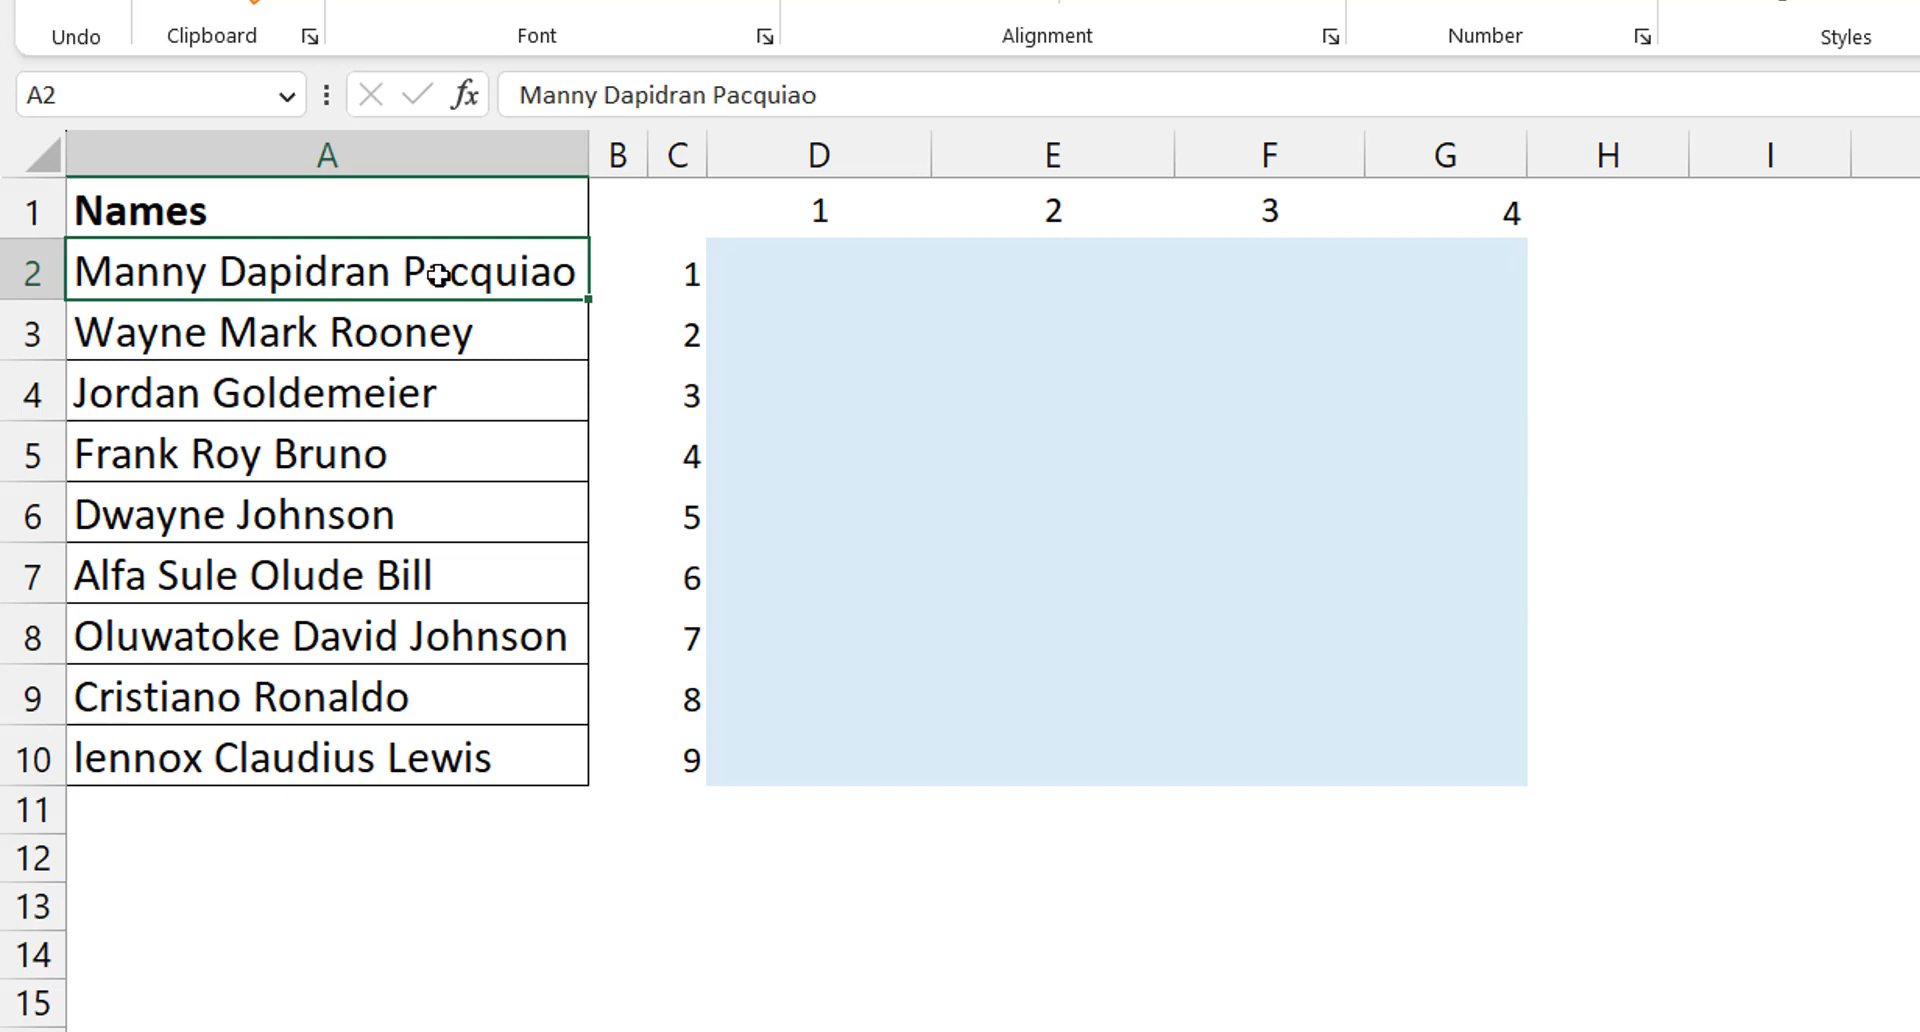 Undo Clipboard Font Alignment Number Styles
A2 fx Manny Dapidran Pacquiao
A B C D E F G H I
1 Names 1 2 3 4
2 Manny Dapidran Pacquiao 1
3 Wayne Mark Rooney 2
4 Jordan Goldemeier 3
5 Frank Roy Bruno 4
6 Dwayne Johnson 5
7 Alfa Sule Olude Bill 6
8 Oluwatoke David Johnson 7
9 Cristiano Ronaldo 8
10 lennox Claudius Lewis 9
11
12
13
14
15